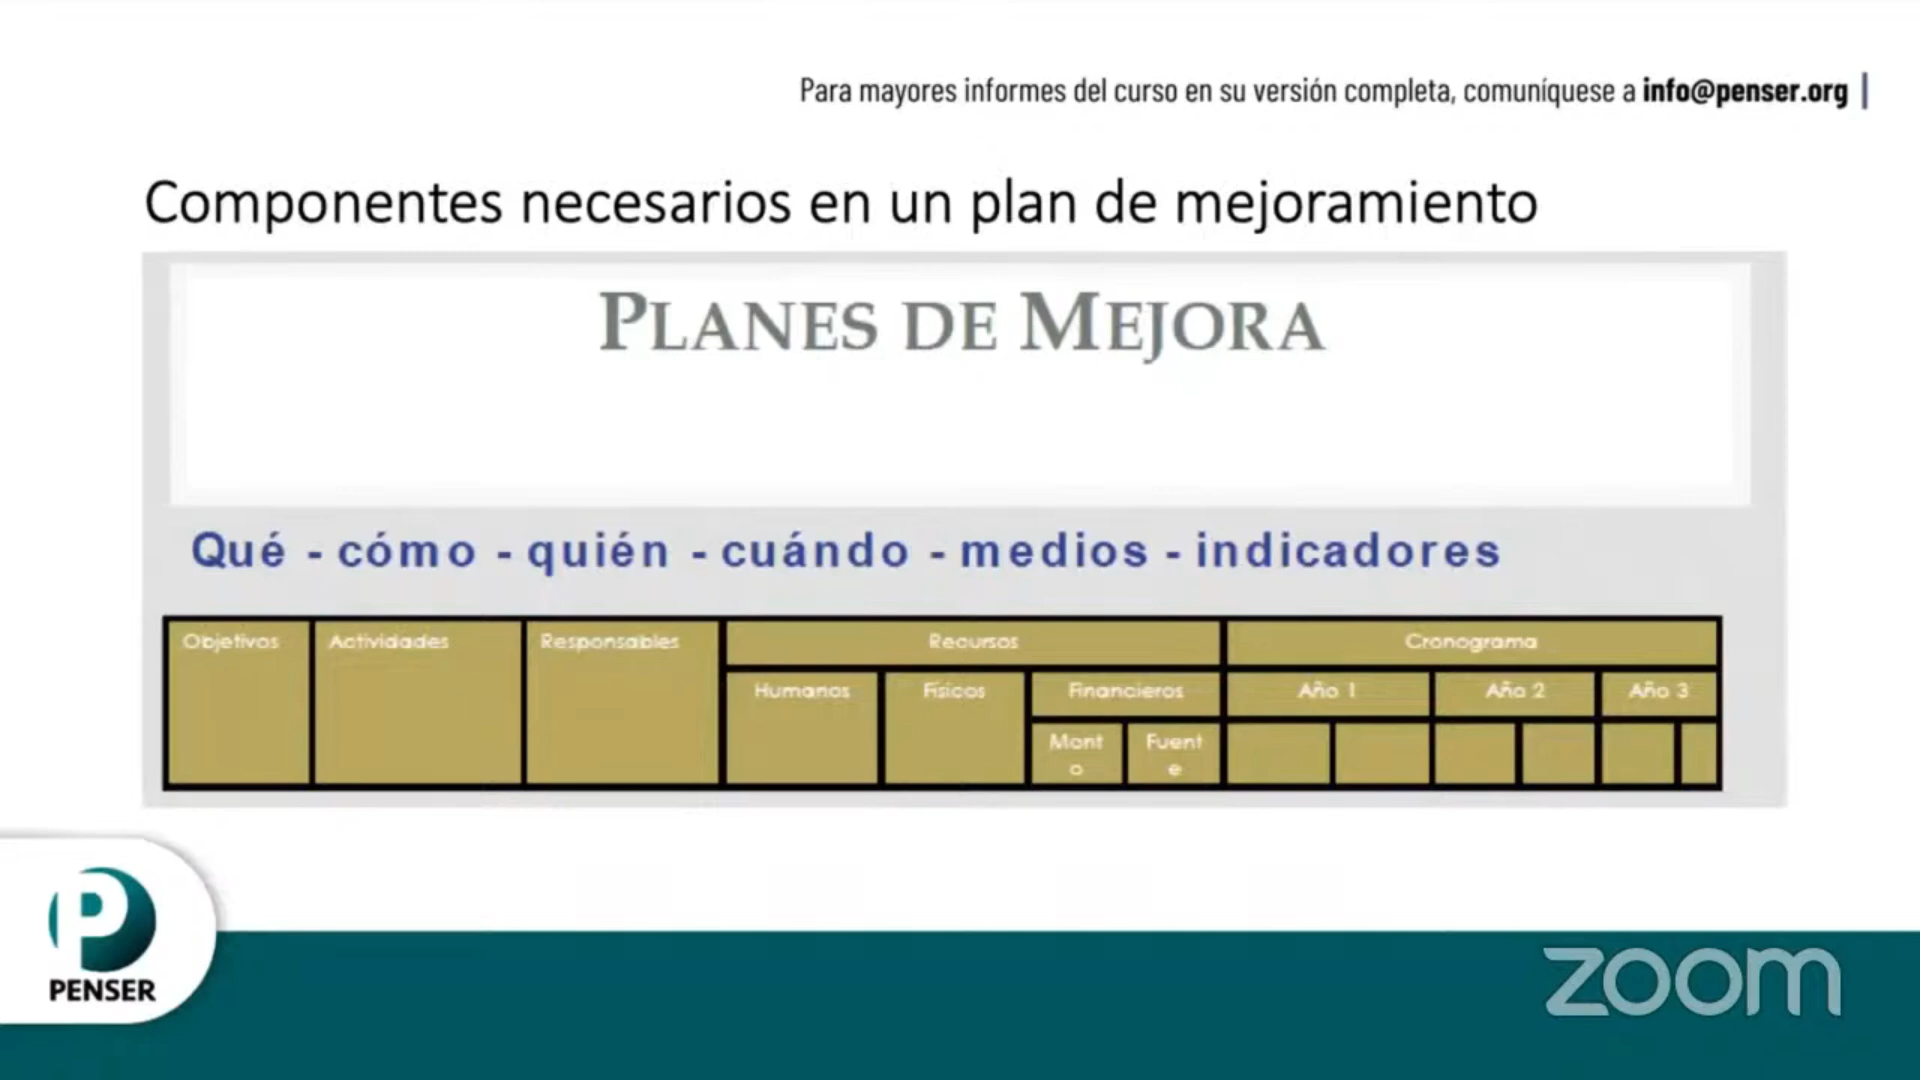 Para mayores informes del curso en su versión completa, comuníquese a info@penser.org |
Componentes necesarios en un plan de mejoramiento
PLANES DE MEJORA
Qué - cómo - quién - cuándo - medios - indicadores
Objetivos Actividades Responsables Recursos Cronograma
Humanos Físicos Financieros Año 1 Año 2 Año 3
Mont Fuent
o e
P
PENSER
zoom